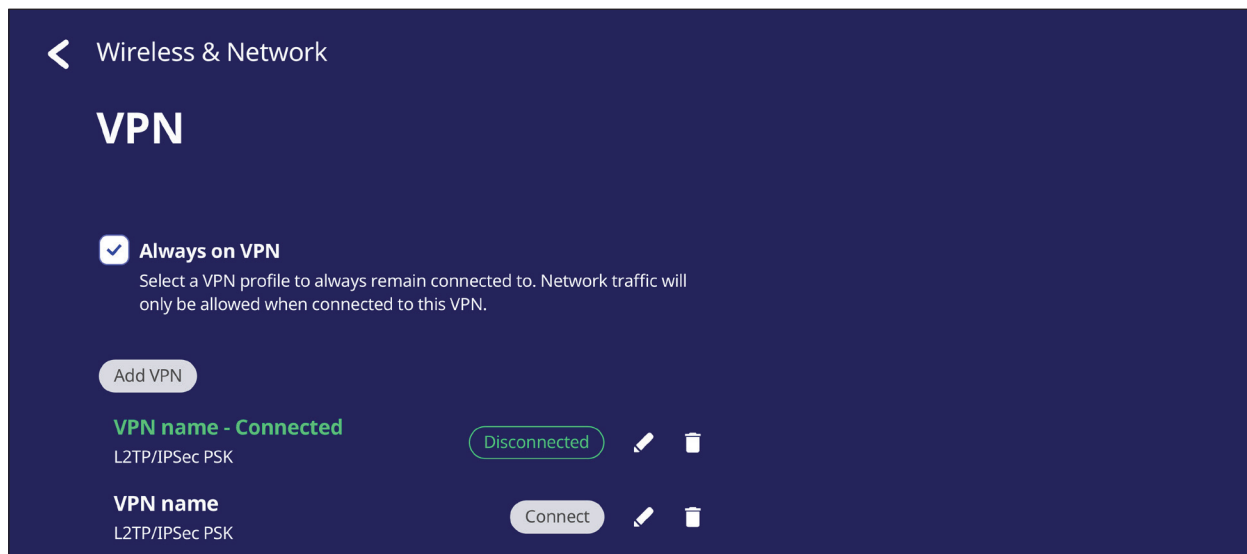 Wireless & Network
VPN
Always on VPN
Select a VPN profile to always remain connected to. Network traffic will
only be allowed when connected to this VPN.
Add VPN
VPN name - Connected
Disconnected
L2TP/IPSec PSK
VPN name
Connect
L2TP/IPSec PSK